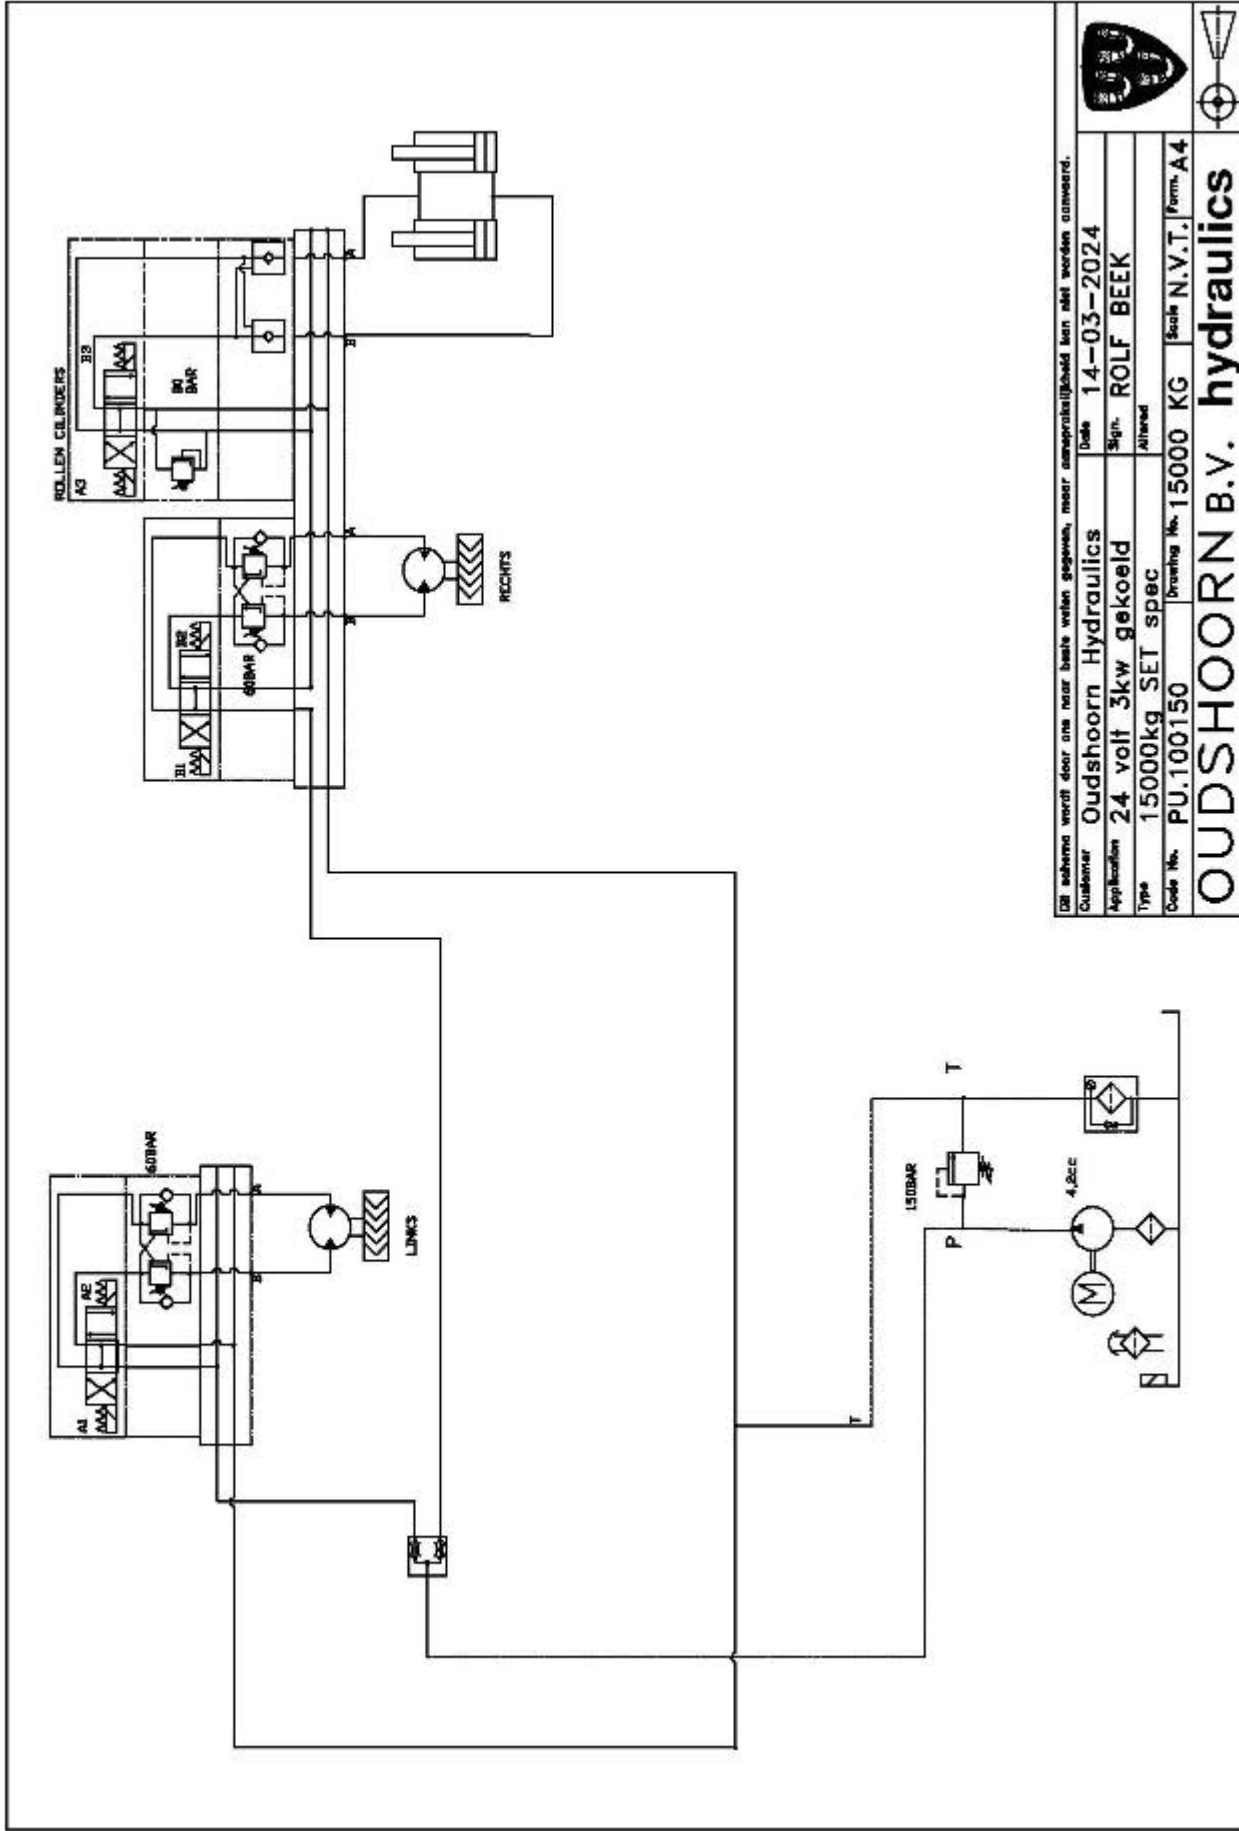 ROLLEN CILINDERS
A3
B3
80
BAR
A
B
B1
B2
60BAR
A
B
RECHTS
A1
A2
60BAR
A
B
LINKS
T
150BAR
P
T
4,2cc
M
Dit schema wordt door ons naar beste weten gegeven, maar aansprakelijkheid kan niet worden aanvaard.
Customer Oudshoorn Hydraulics Date 14-03-2024
Application 24 volt 3kw gekoeld Sign. ROLF BEEK
Type 15000kg SET spec Altered
Code No. PU.100150 Drawing No. 15000 KG Scale N.V.T. Form. A4
OUDSHOORN B.V. hydraulics